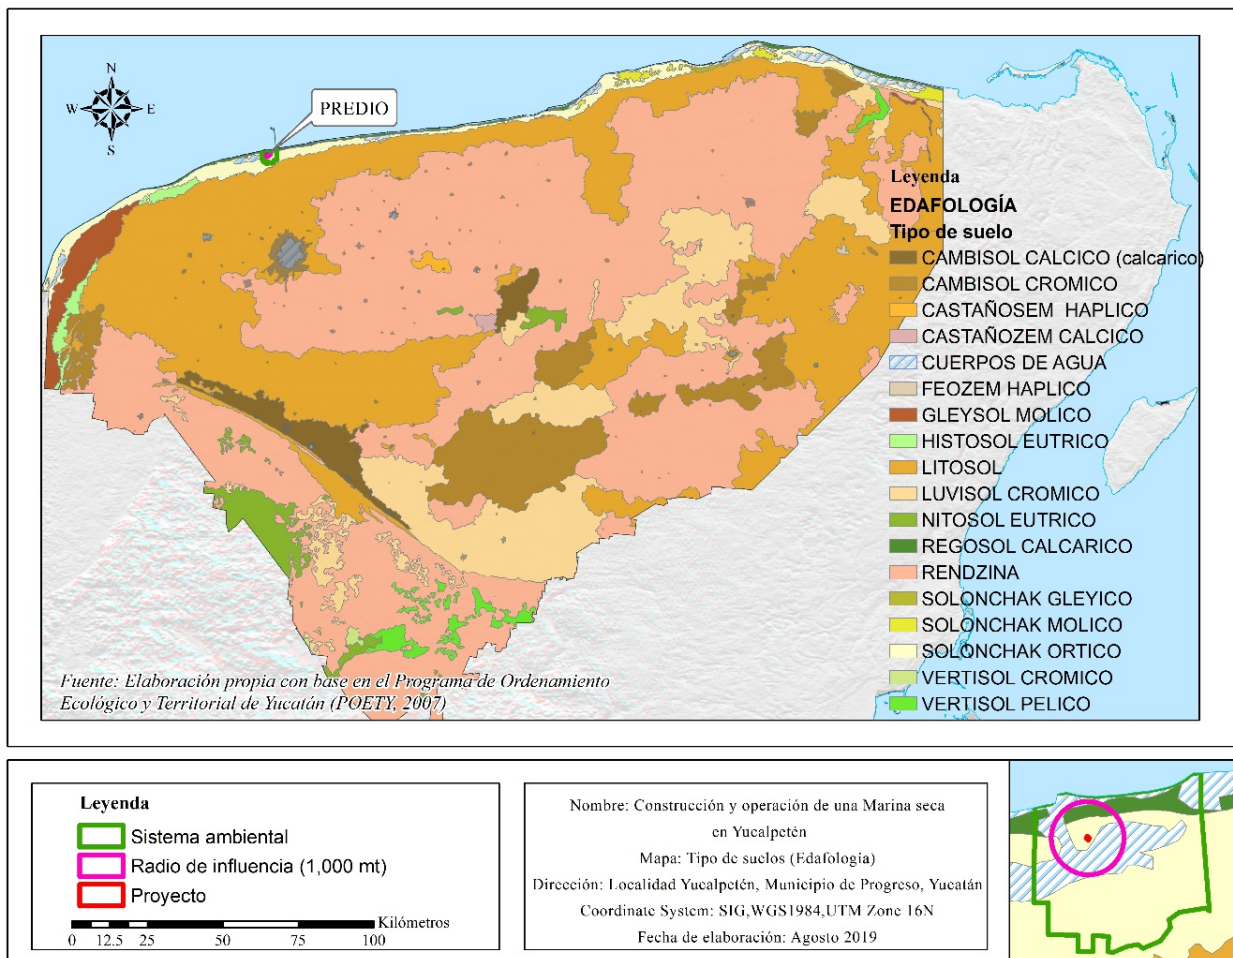 N
W E
S
PREDIO
Leyenda
EDAFOLOGÍA
Tipo de suelo
CAMBISOL CALCICO (calcarico)
CAMBISOL CROMICO
CASTAÑOSEM HAPLICO
CASTAÑOZEM CALCICO
CUERPOS DE AGUA
FEOZEM HAPLICO
GLEYSOL MOLICO
HISTOSOL EUTRICO
LITOSOL
LUVISOL CROMICO
NITOSOL EUTRICO
REGOSOL CALCARICO
RENDZINA
SOLONCHAK GLEYICO
SOLONCHAK MOLICO
SOLONCHAK ORTICO
VERTISOL CROMICO
VERTISOL PELICO
Fuente: Elaboración propia con base en el Programa de Ordenamiento
Ecológico y Territorial de Yucatán (POETY, 2007)
Leyenda
Sistema ambiental
Radio de influencia (1,000 mt)
Proyecto
Kilómetros
0 12.5 25 50 75 100
Nombre: Construcción y operación de una Marina seca
en Yucalpetén
Mapa: Tipo de suelos (Edafología)
Dirección: Localidad Yucalpetén, Municipio de Progreso, Yucatán
Coordinate System: SIG,WGS1984,UTM Zone 16N
Fecha de elaboración: Agosto 2019